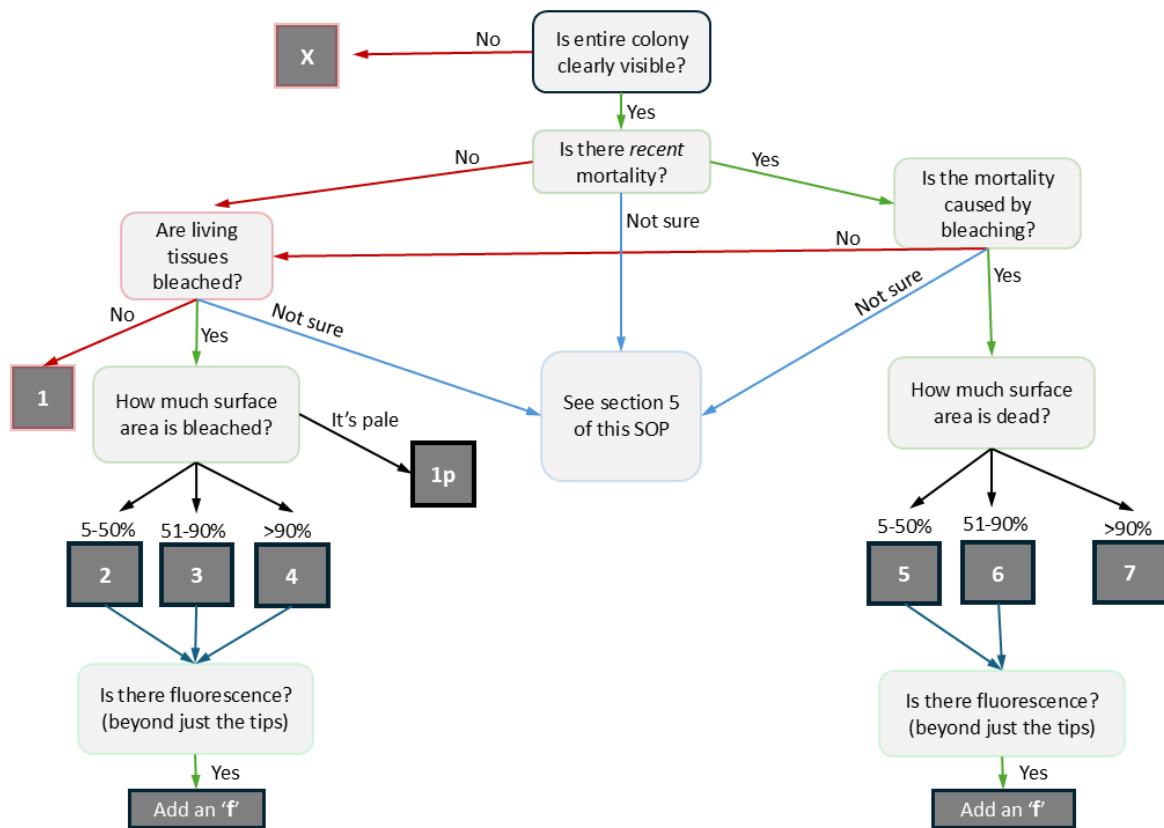 X
No
Is entire colony
clearly visible?
Yes
Is there recent
mortality?
No
Yes
Not sure
Is the mortality
caused by
bleaching?
Are living
tissues
bleached?
No
No
Yes
Not sure
Not sure
Yes
1
How much surface
area is bleached?
It's pale
1p
See section 5
of this SOP
How much surface
area is dead?
5-50%
51-90%
>90%
2
3
4
5-50%
51-90%
>90%
5
6
7
Is there fluorescence?
(beyond just the tips)
Yes
Add an ‘f’
Is there fluorescence?
(beyond just the tips)
Yes
Add an ‘f’